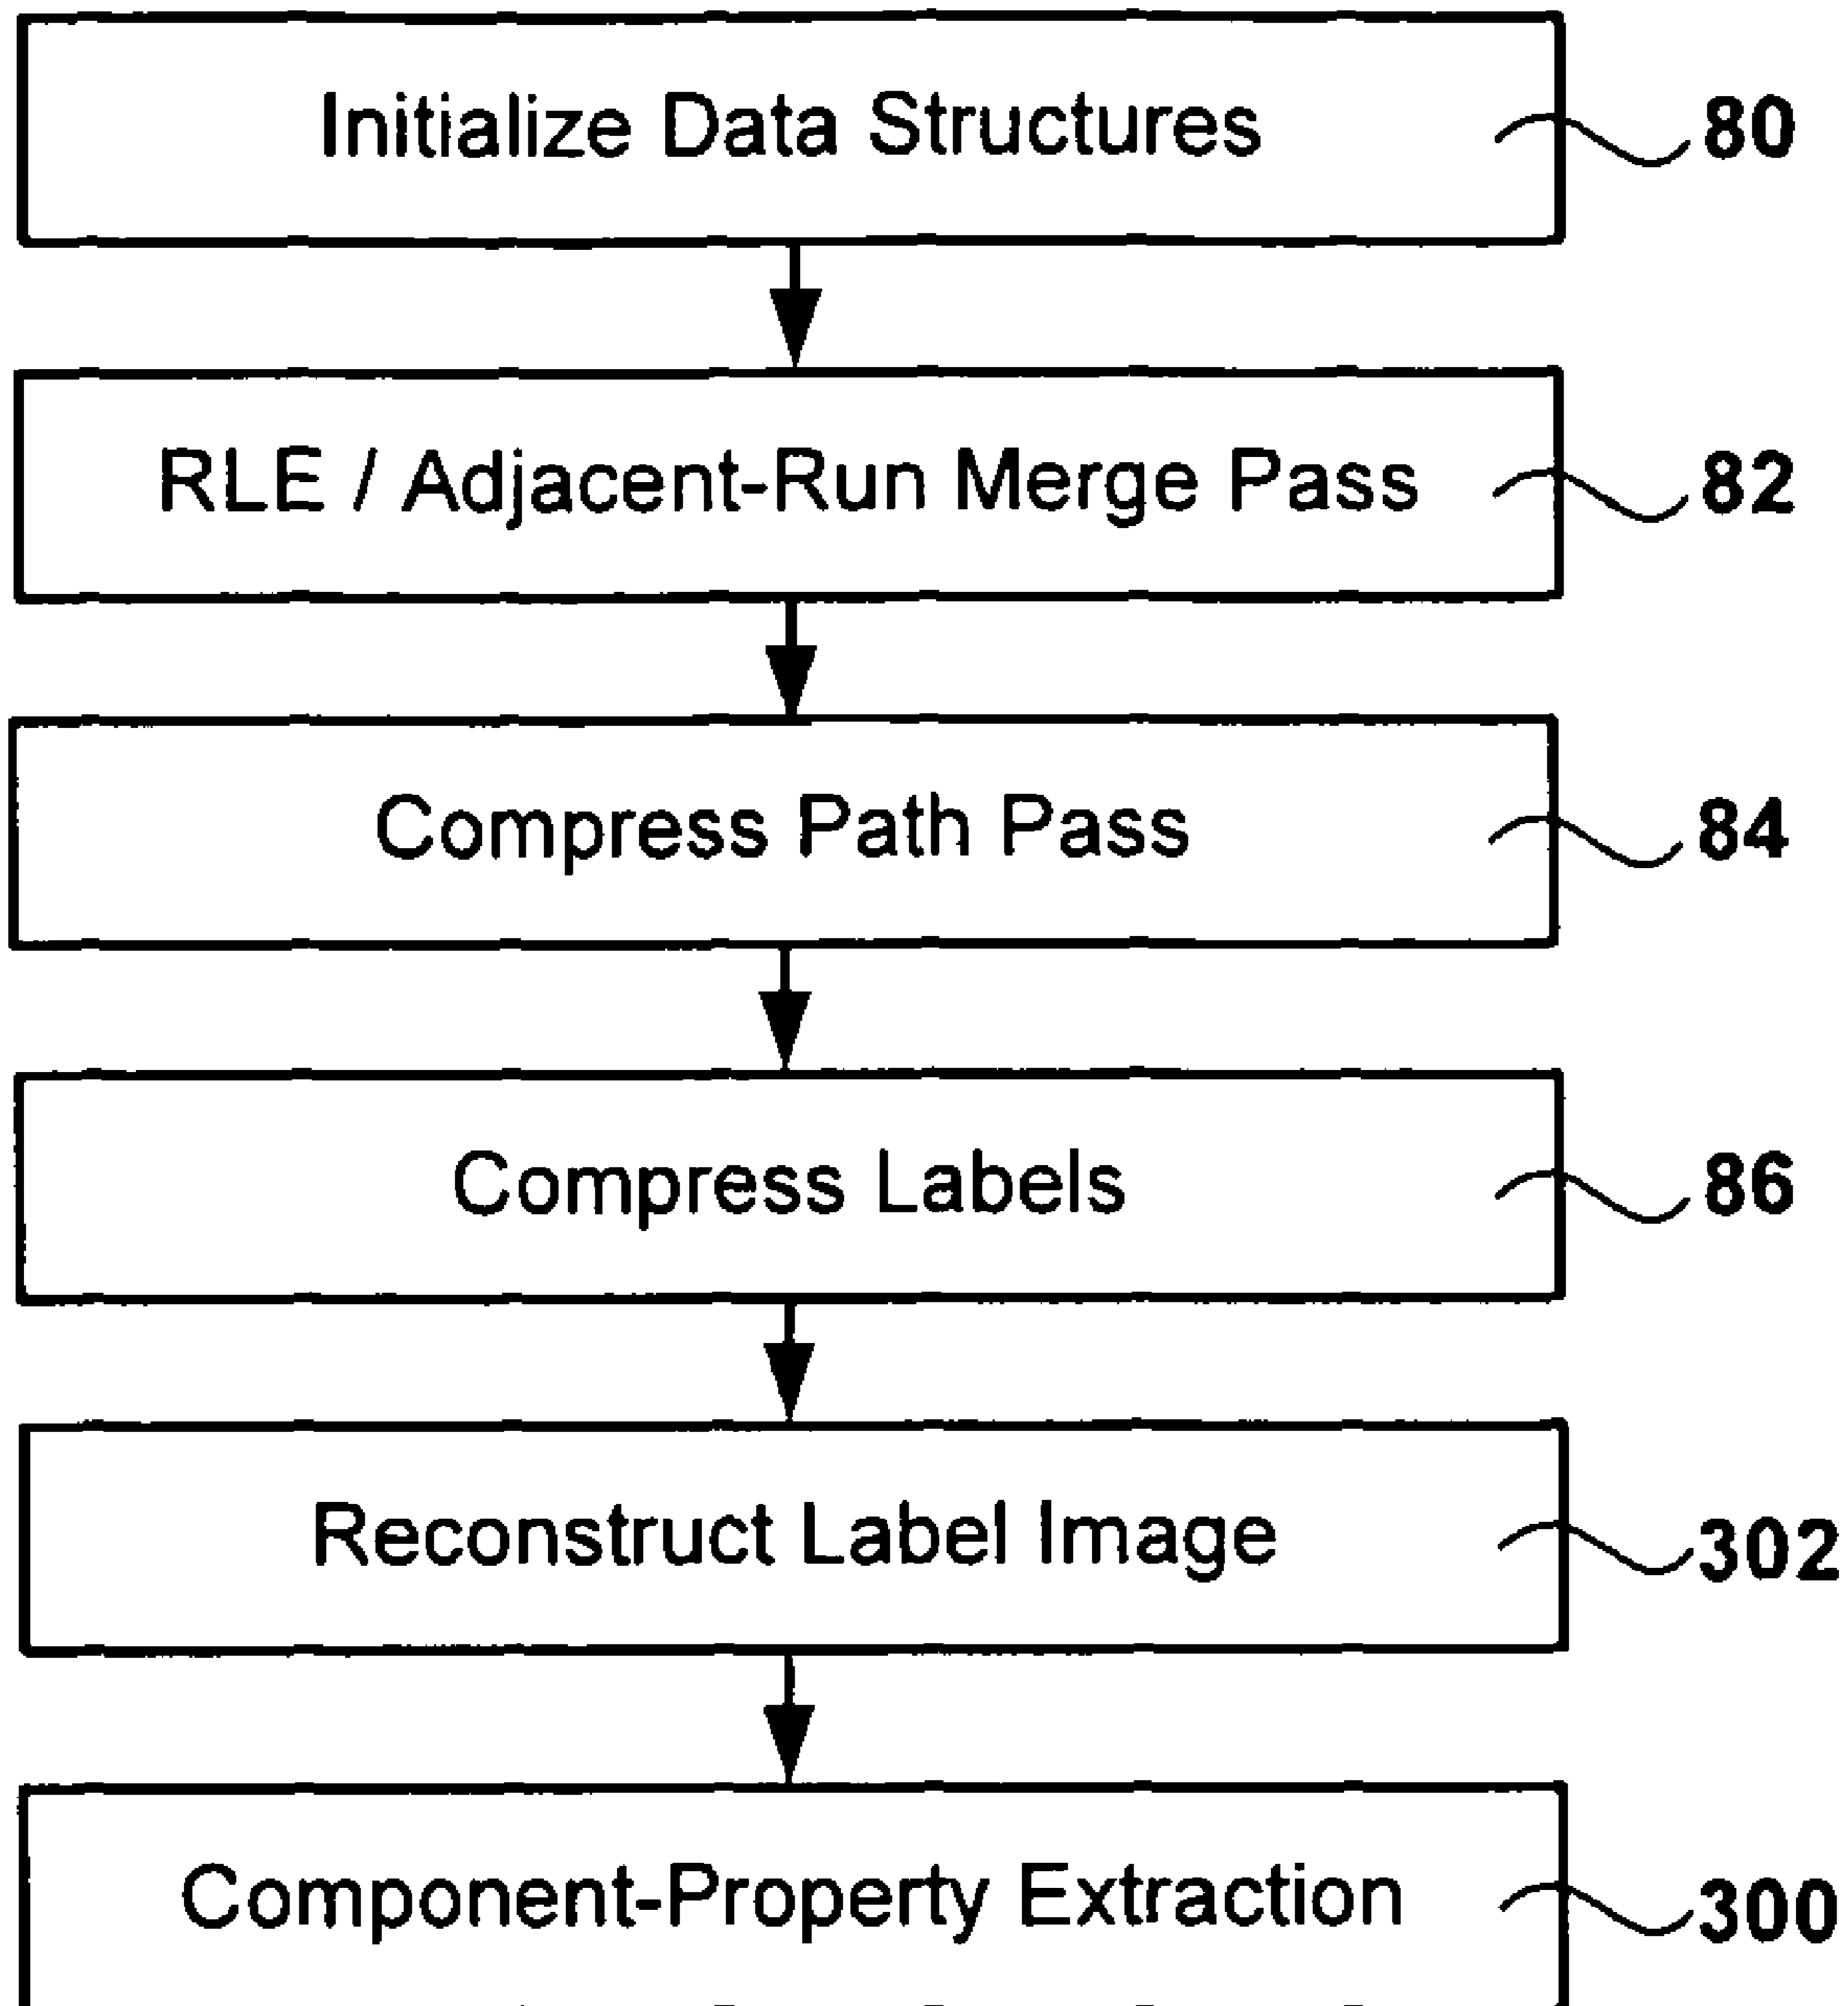 Initialize Data Structures 80
RLE / Adjacent-Run Merge Pass 82
Compress Path Pass 84
Compress Labels 86
Reconstruct Label Image 302
Component-Property Extraction 300